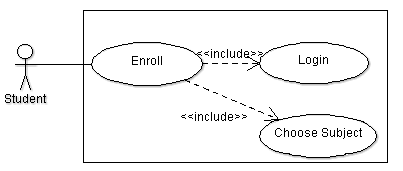 <<include>>
Enroll
Login
Student
<<include>>
Choose Subject